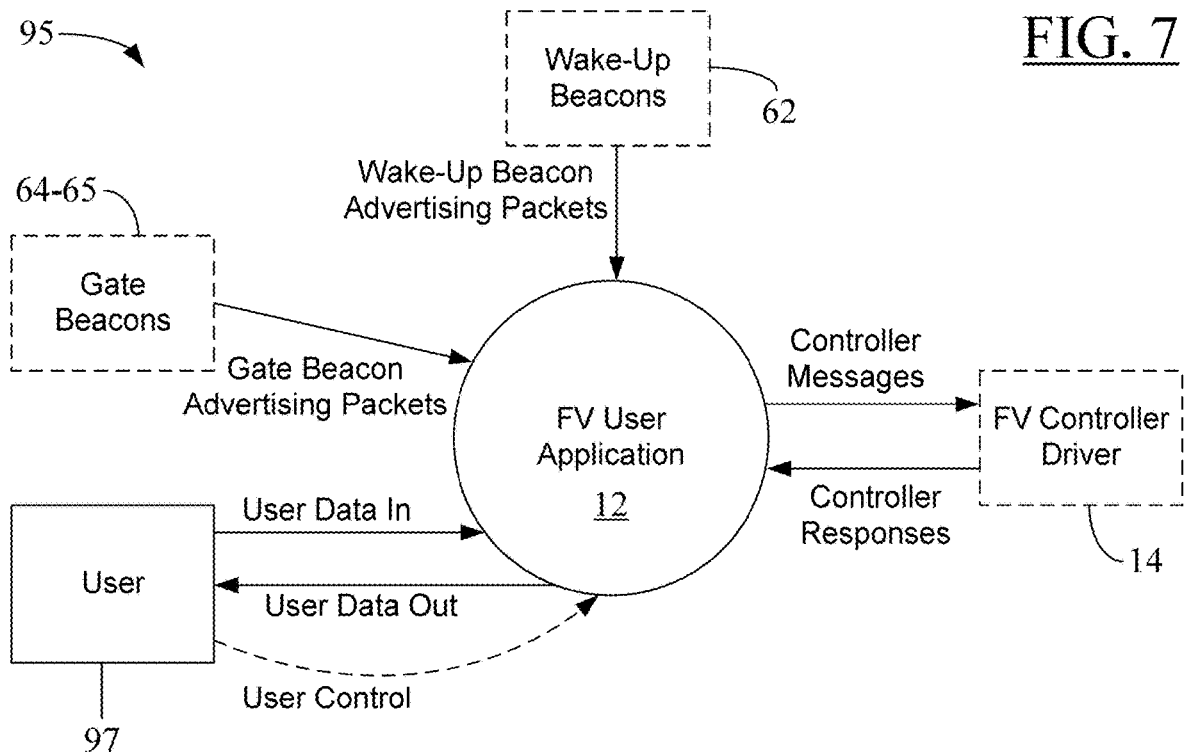 95
FIG. 7
Wake-Up
Beacons
62
Wake-Up Beacon
Advertising Packets
64-65
Gate
Beacons
Gate Beacon
Advertising Packets
FV User
Application
12
Controller
Messages
FV Controller
Driver
Controller
Responses
14
User Data In
User
User Data Out
User Control
97